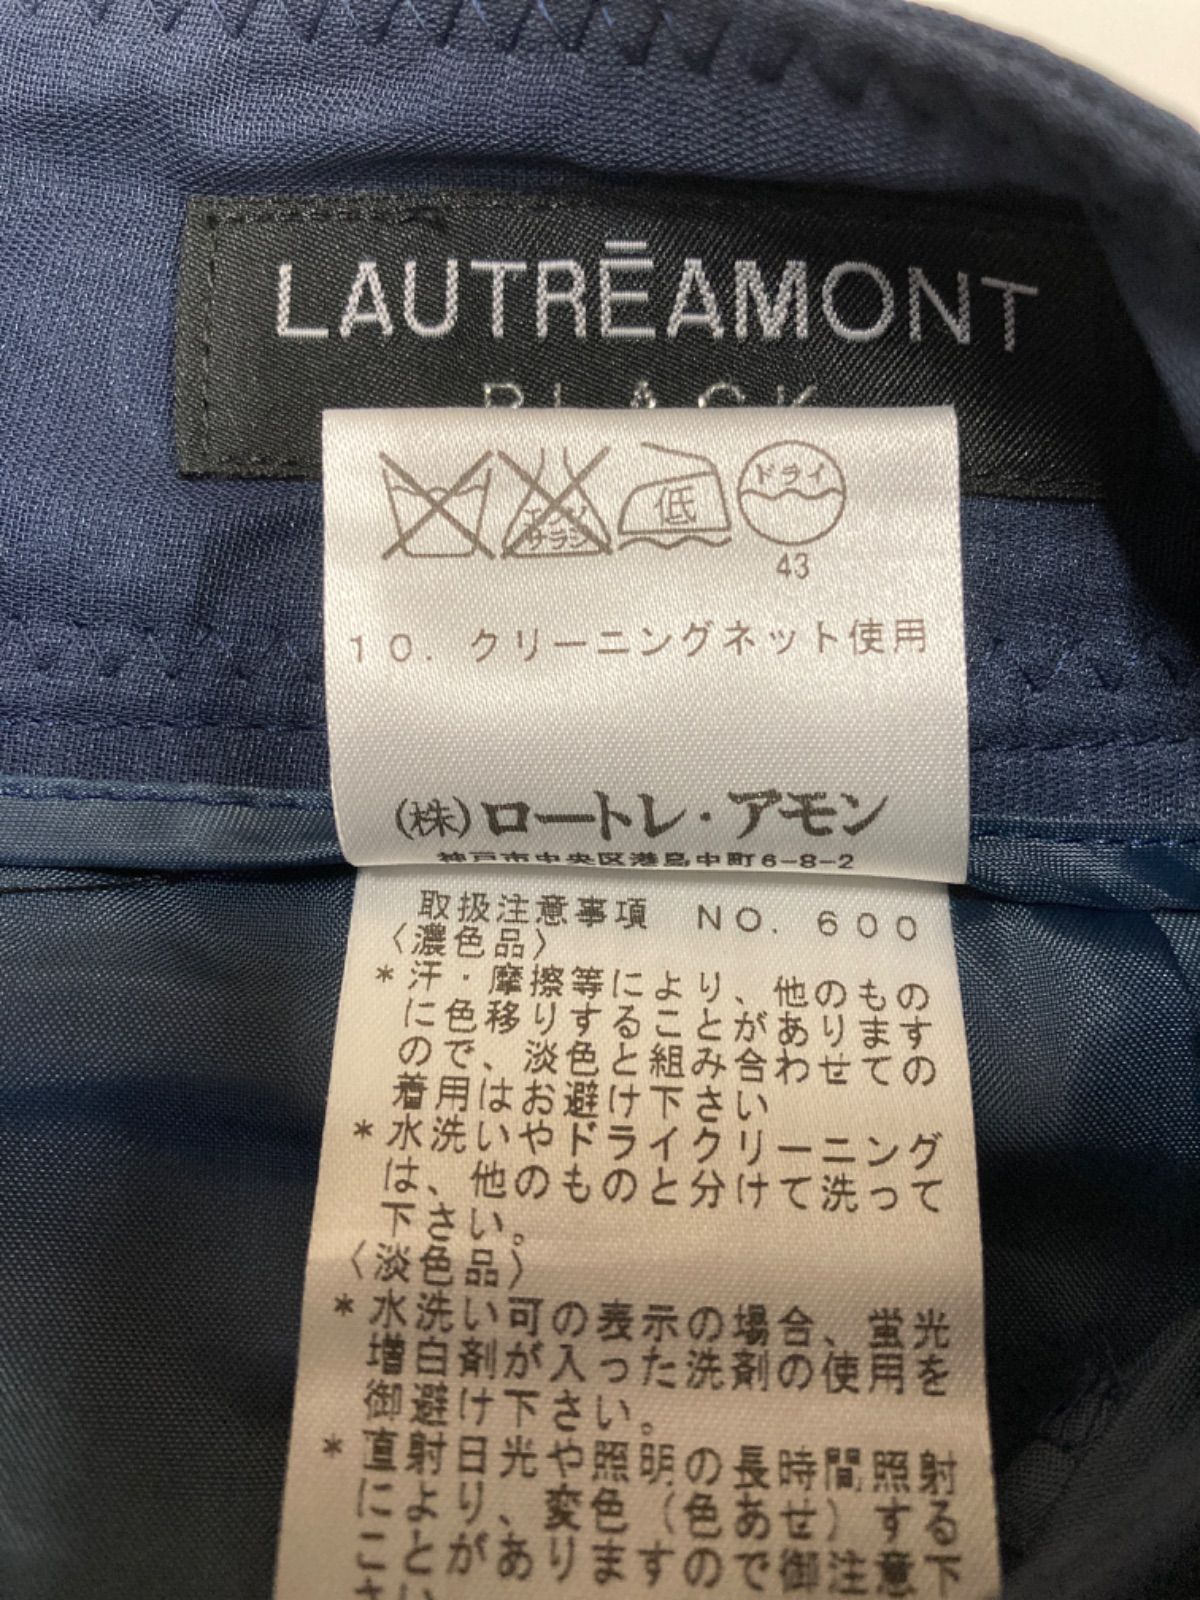 LAUTRĒAMONT
BLACK
エンソ
サラシ
低
ドライ
43
10. クリーニングネット使用
(株)ロートレ・アモン
神戸市中央区港島中町6-8-2
取扱注意事項 NO. 600
〈濃色品〉
*汗・摩擦等により、他のもの
に色移りすることがあります
ので、淡色と組み合わせての
着用はお避け下さい
*水洗いやドライクリーニング
は、他のものと分けて洗って
下さい。
〈淡色品〉
*水洗い可の表示の場合、蛍光
増白剤が入った洗剤の使用を
御避け下さい。
*直射日光や照明の長時間照射
により、変色(色あせ)する
ことがありますので御注意下
さい